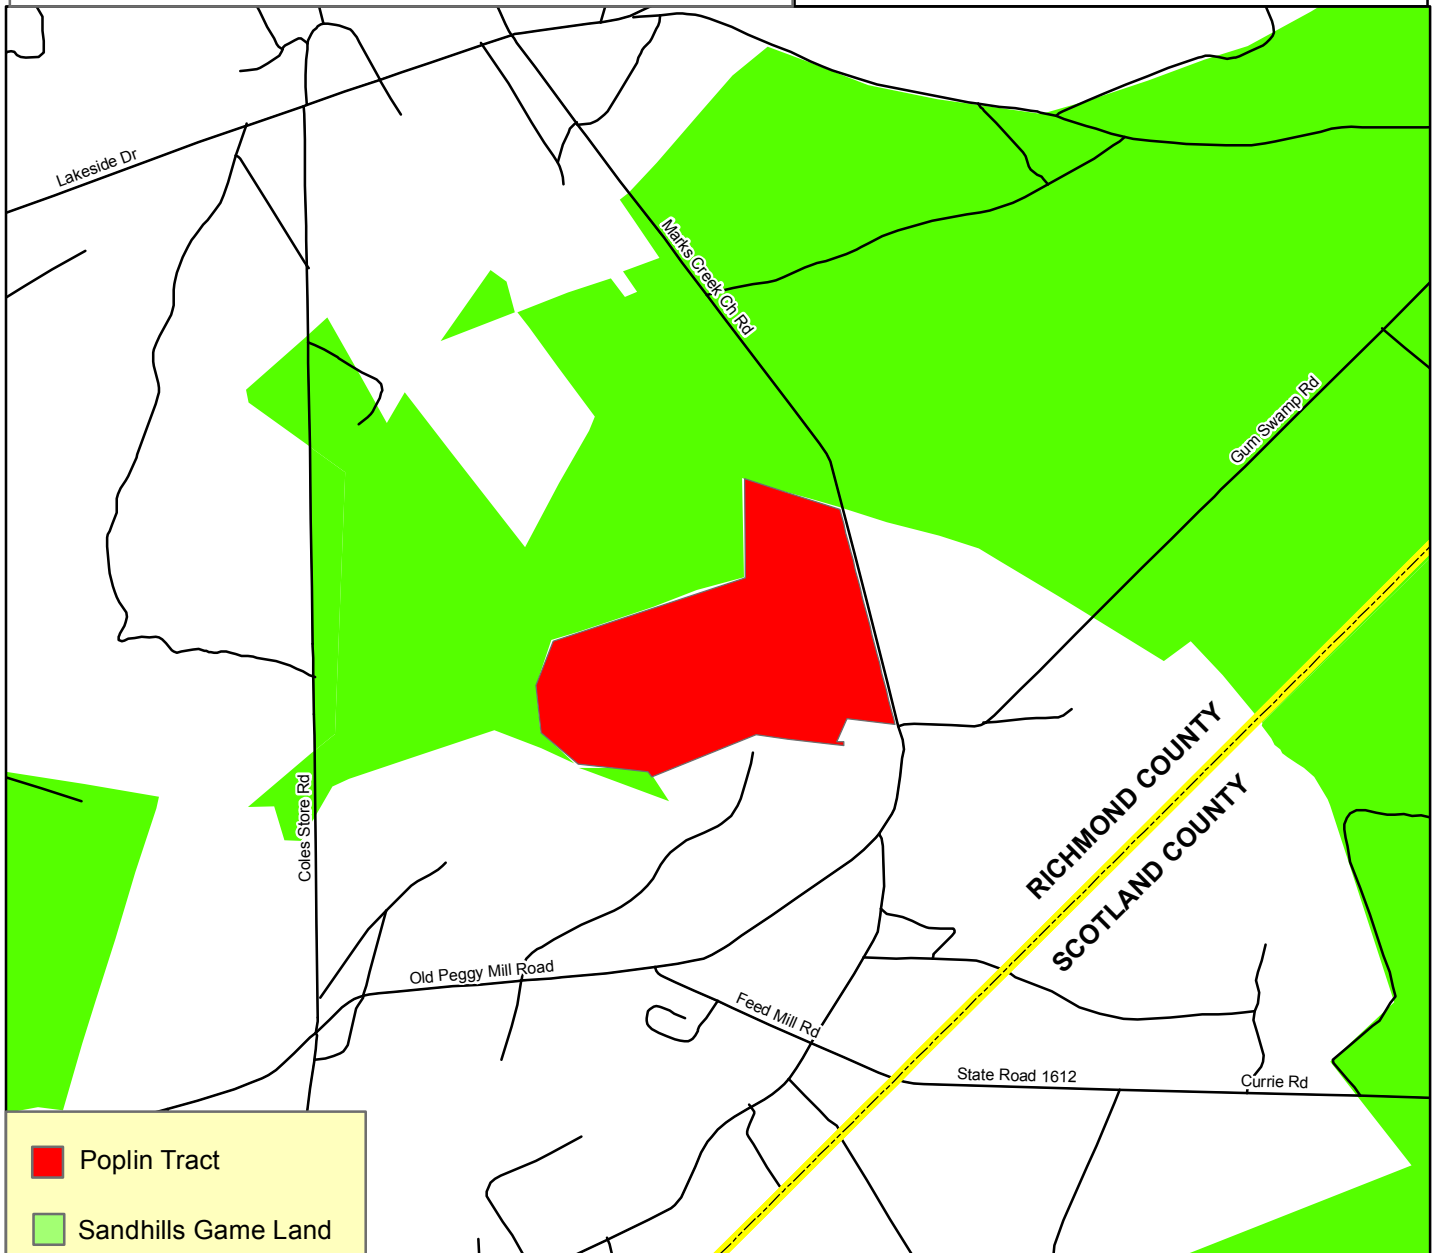 Lakeside Dr
Marks Creek Ch Rd
Gum Swamp Rd
RICHMOND COUNTY
SCOTLAND COUNTY
Coles Store Rd
Old Peggy Mill Road
Feed Mill Rd
State Road 1612
Currie Rd
Poplin Tract
Sandhills Game Land